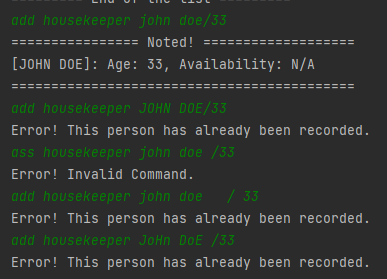 ========= End of the list =========
add housekeeper john doe/33
================ Noted! ===================
[JOHN DOE]: Age: 33, Availability: N/A
===========================================
add housekeeper JOHN DOE/33
Error! This person has already been recorded.
ass housekeeper john doe  /33
Error! Invalid Command.
add housekeeper john doe   / 33
Error! This person has already been recorded.
add housekeeper JoHn DoE /33
Error! This person has already been recorded.